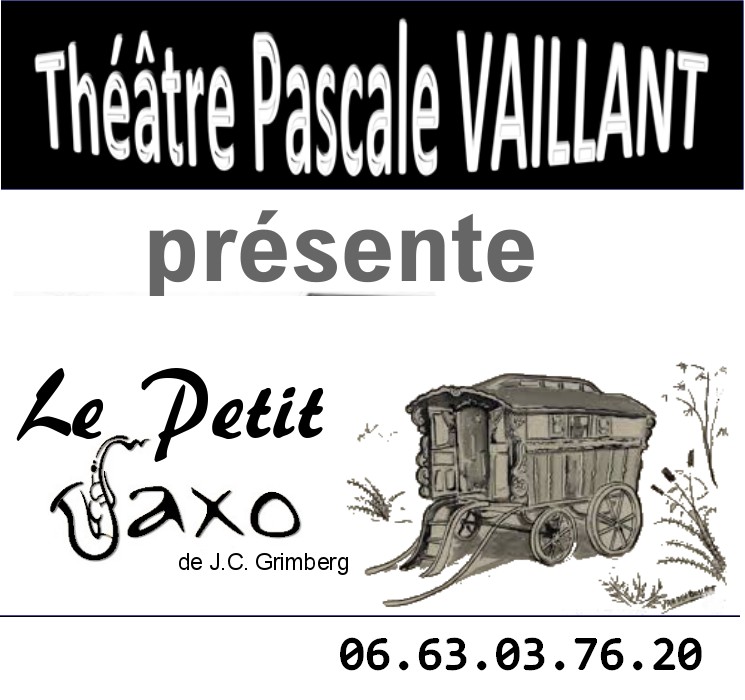 Théâtre Pascale VAILLANT
présente
Le Petit
Saxo
de J.C. Grimberg
06.63.03.76.20